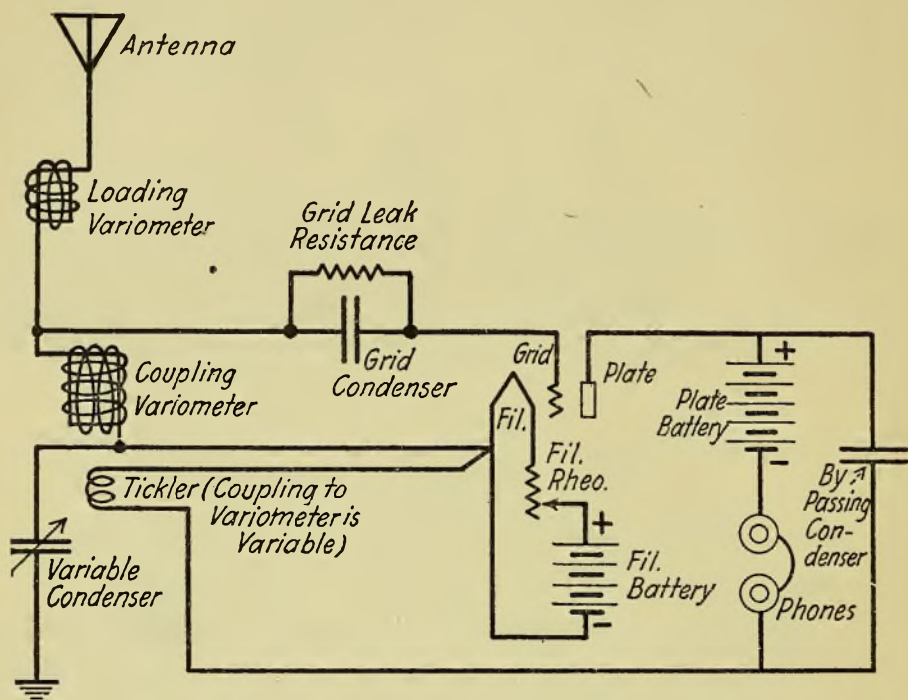 Antenna
Loading
Variometer
Grid Leak
Resistance
Grid
Condenser
Coupling
Variometer
Grid
Plate
+
Plate
Battery
-
Fil.
Fil.
Rheo.
By
Passing
Con-
denser
Tickler (Coupling to
Variometer is
Variable)
+
Fil.
Battery
-
Variable
Condenser
Phones